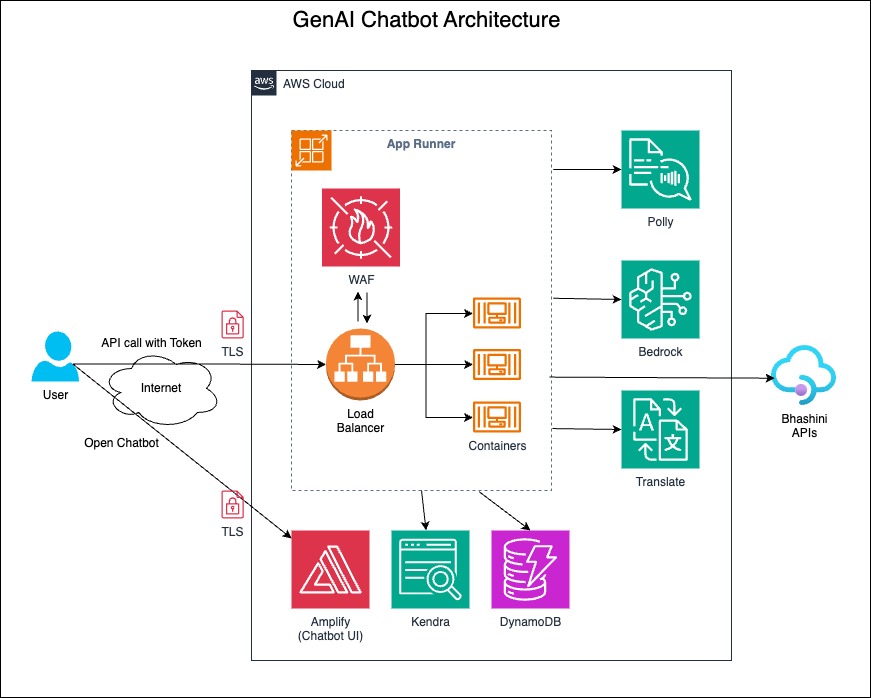 GenAI Chatbot Architecture
aws
AWS Cloud
App Runner
Polly
WAF
API call with Token
TLS
Bedrock
Internet
User
Load
Balancer
Containers
Bhashini
APIs
Open Chatbot
A
文
Translate
TLS
Amplify
(Chatbot UI)
Kendra
DynamoDB